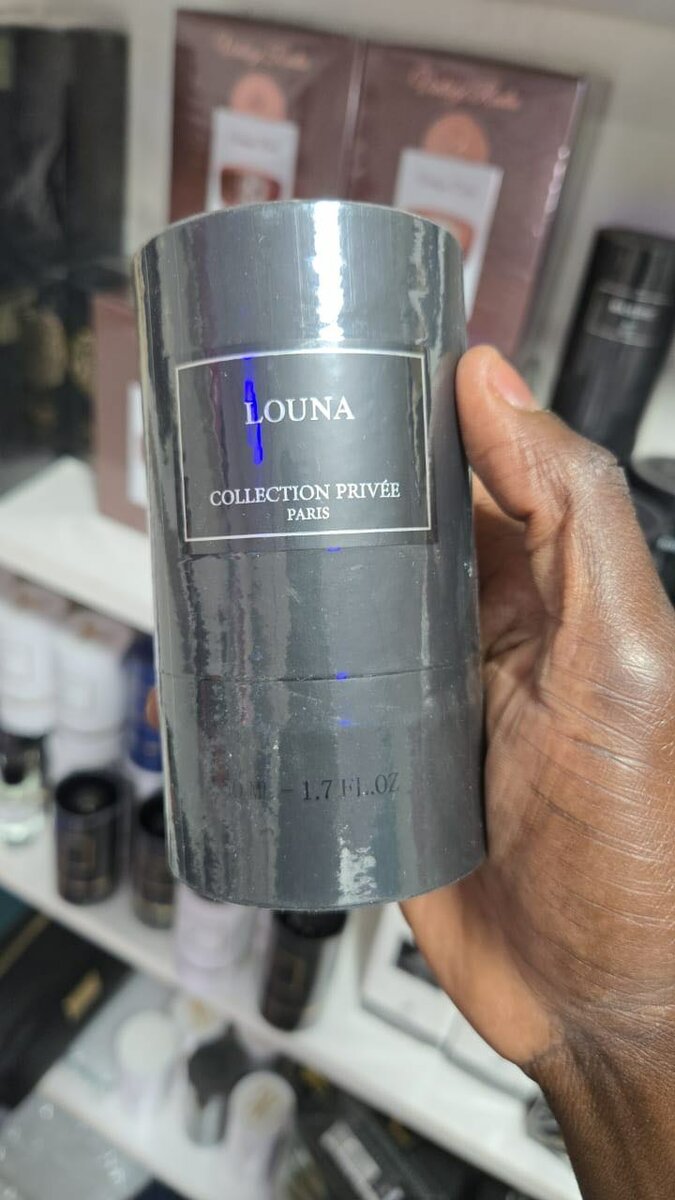 LOUNA
COLLECTION PRIVÉE
PARIS
- 1.7 FL.OZ